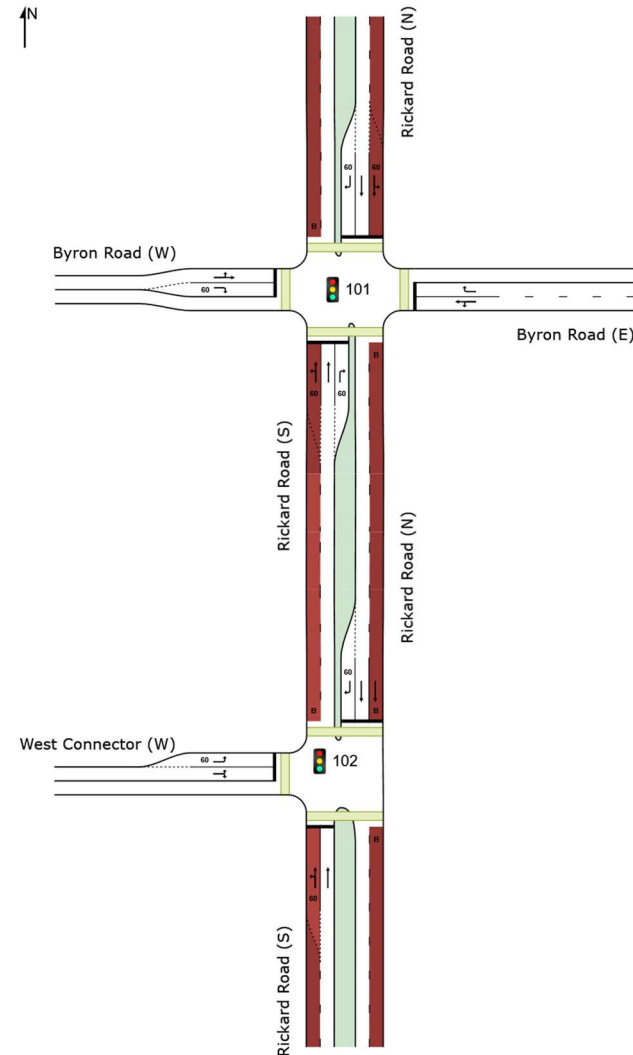 N
Rickard Road (N)
60
60
B
Byron Road (W)
60
101
Byron Road (E)
B
60
60
Rickard Road (S)
Rickard Road (N)
60
B
B
West Connector (W)
60
102
B
60
Rickard Road (S)